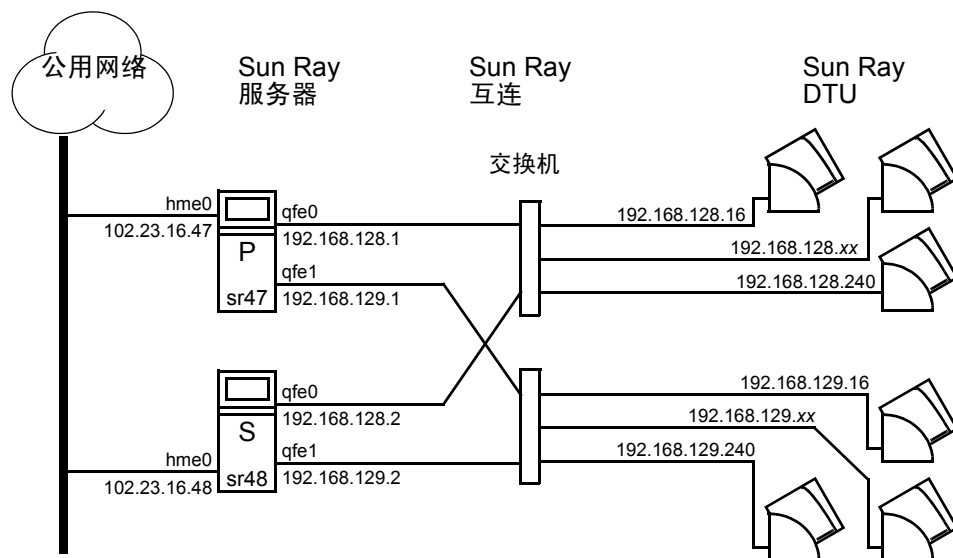 公用网络
Sun Ray
服务器
Sun Ray
互连
Sun Ray
DTU
交换机
hme0
102.23.16.47
qfe0
192.168.128.1
P
qfe1
sr47
192.168.129.1
192.168.128.16
192.168.128.xx
192.168.128.240
qfe0
192.168.128.2
S
hme0
qfe1
102.23.16.48
sr48
192.168.129.2
192.168.129.16
192.168.129.xx
192.168.129.240